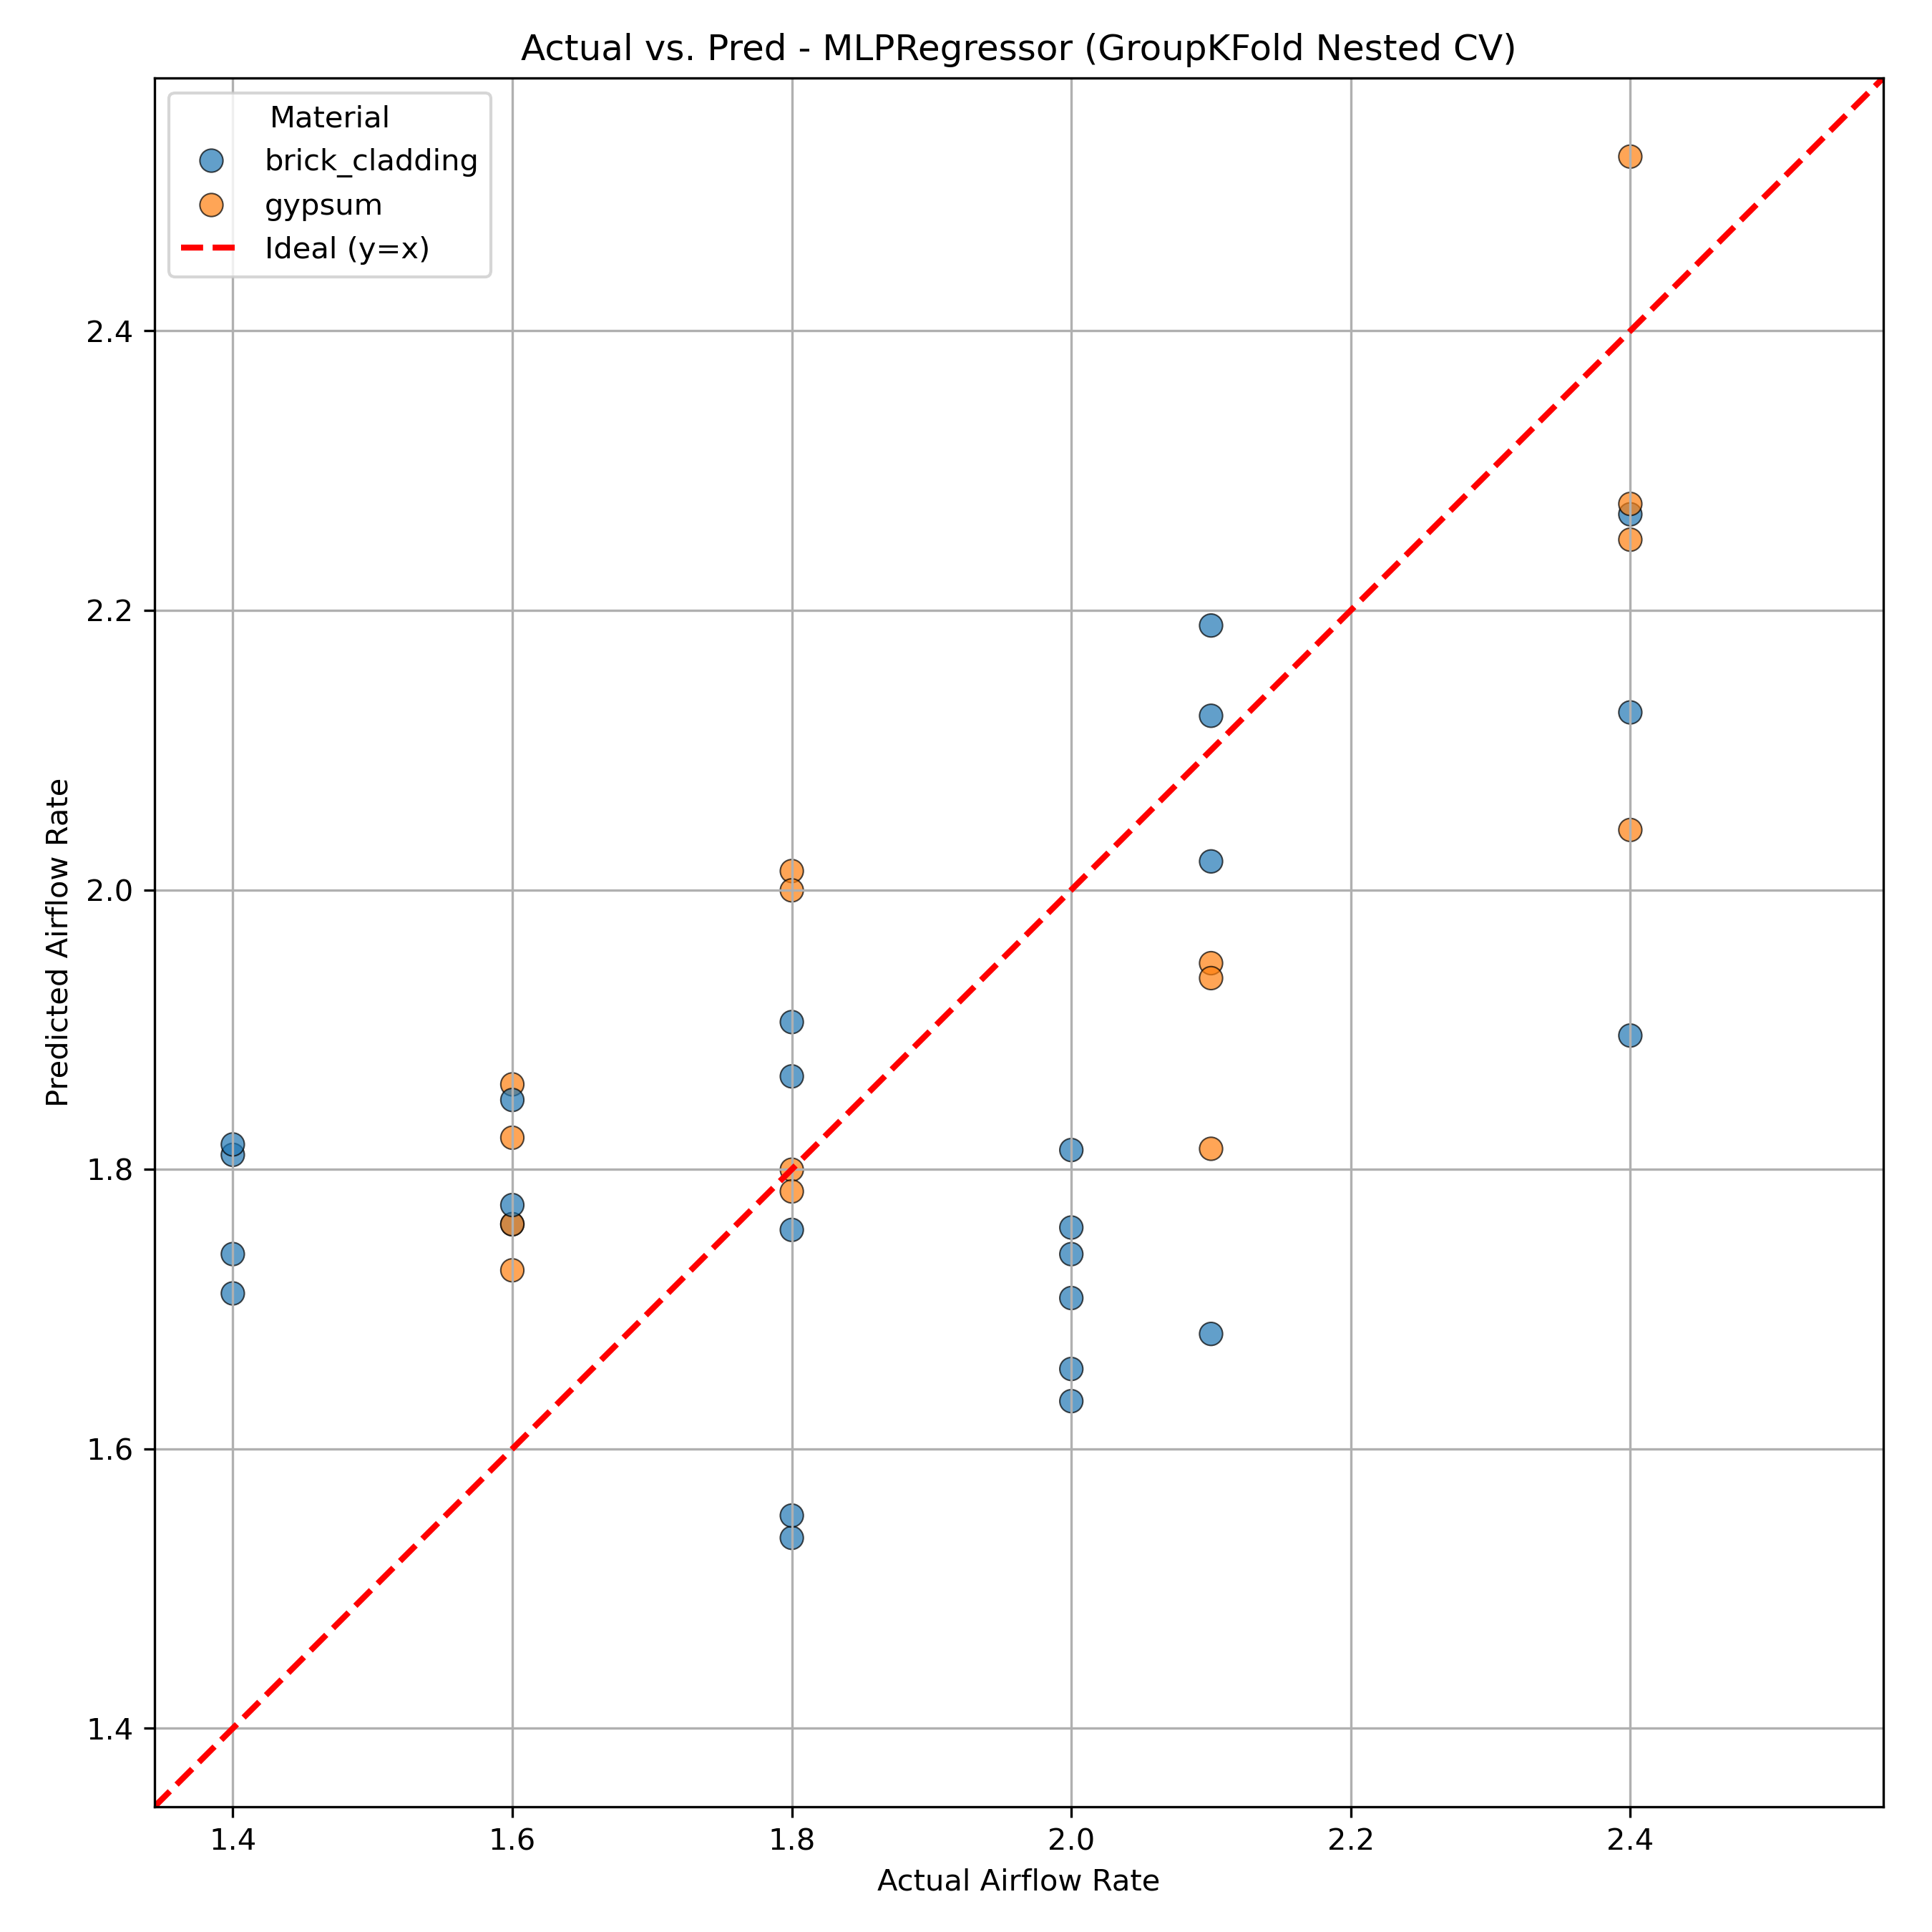 Actual vs. Pred - MLPRegressor (GroupKFold Nested CV)
Material
brick_cladding
gypsum
Ideal (y=x)
Predicted Airflow Rate
2.4
2.2
2.0
1.8
1.6
1.4
1.4 1.6 1.8 2.0 2.2 2.4
Actual Airflow Rate